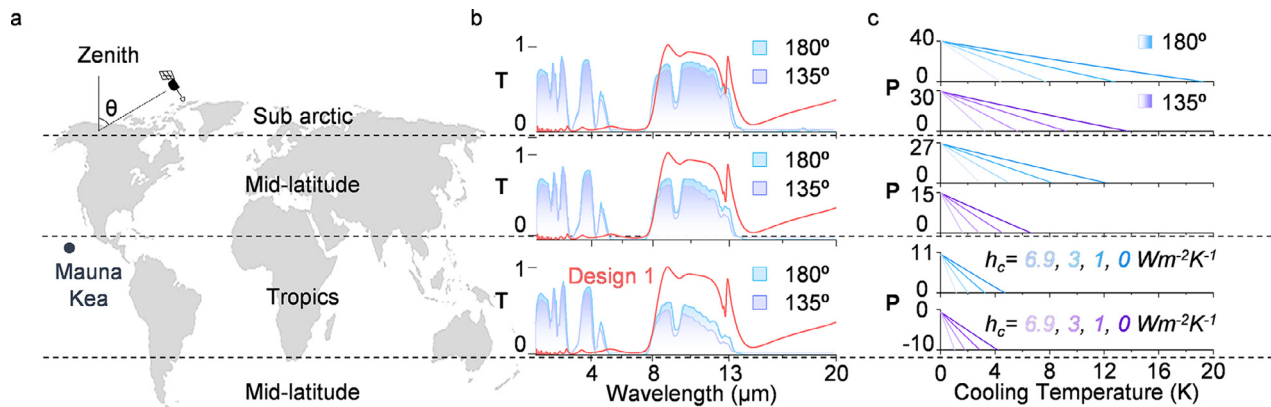 a
Zenith
θ
Sub arctic
Mid-latitude
Mauna
Kea
Tropics
Mid-latitude
b
1
T
0
180º
135º
1
T
0
180º
135º
Design 1
1
T
0
180º
135º
4 8 13 20
Wavelength (μm)
c
40
0
180º
P
30
0
135º
27
0
P
15
0
11
0
h_c= 6.9, 3, 1, 0 Wm⁻²K⁻¹
P
0
-10
h_c= 6.9, 3, 1, 0 Wm⁻²K⁻¹
0 4 8 12 16 20
Cooling Temperature (K)